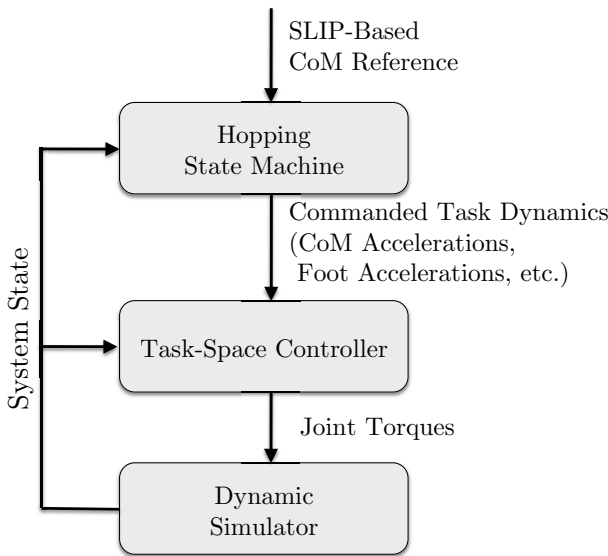 SLIP-Based
CoM Reference
Hopping
State Machine
Commanded Task Dynamics
(CoM Accelerations,
Foot Accelerations, etc.)
System State
Task-Space Controller
Joint Torques
Dynamic
Simulator